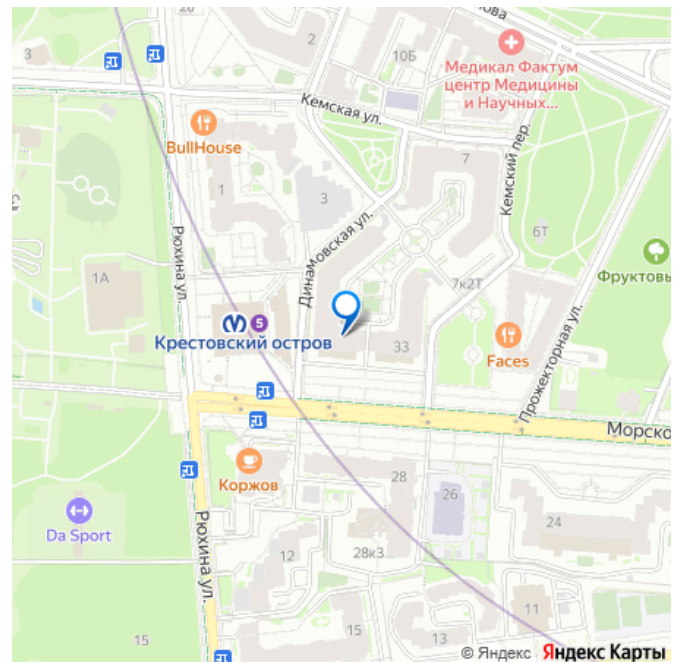 ова
3
2
10Б
Медикал Фактум
центр Медицины
и Научных...
Кемская ул.
BullHouse
7
Кемский пер.
1
3
Динамовская ул.
6Т
Рюхина ул.
1А
Фруктовы
7к2Т
5
Крестовский остров
33
Faces
Прожекторная ул.
Морско
Коржов
28
26
Da Sport
24
Рюхина ул.
12
28к3
11
15
15
13
© Яндекс Яндекс Карты